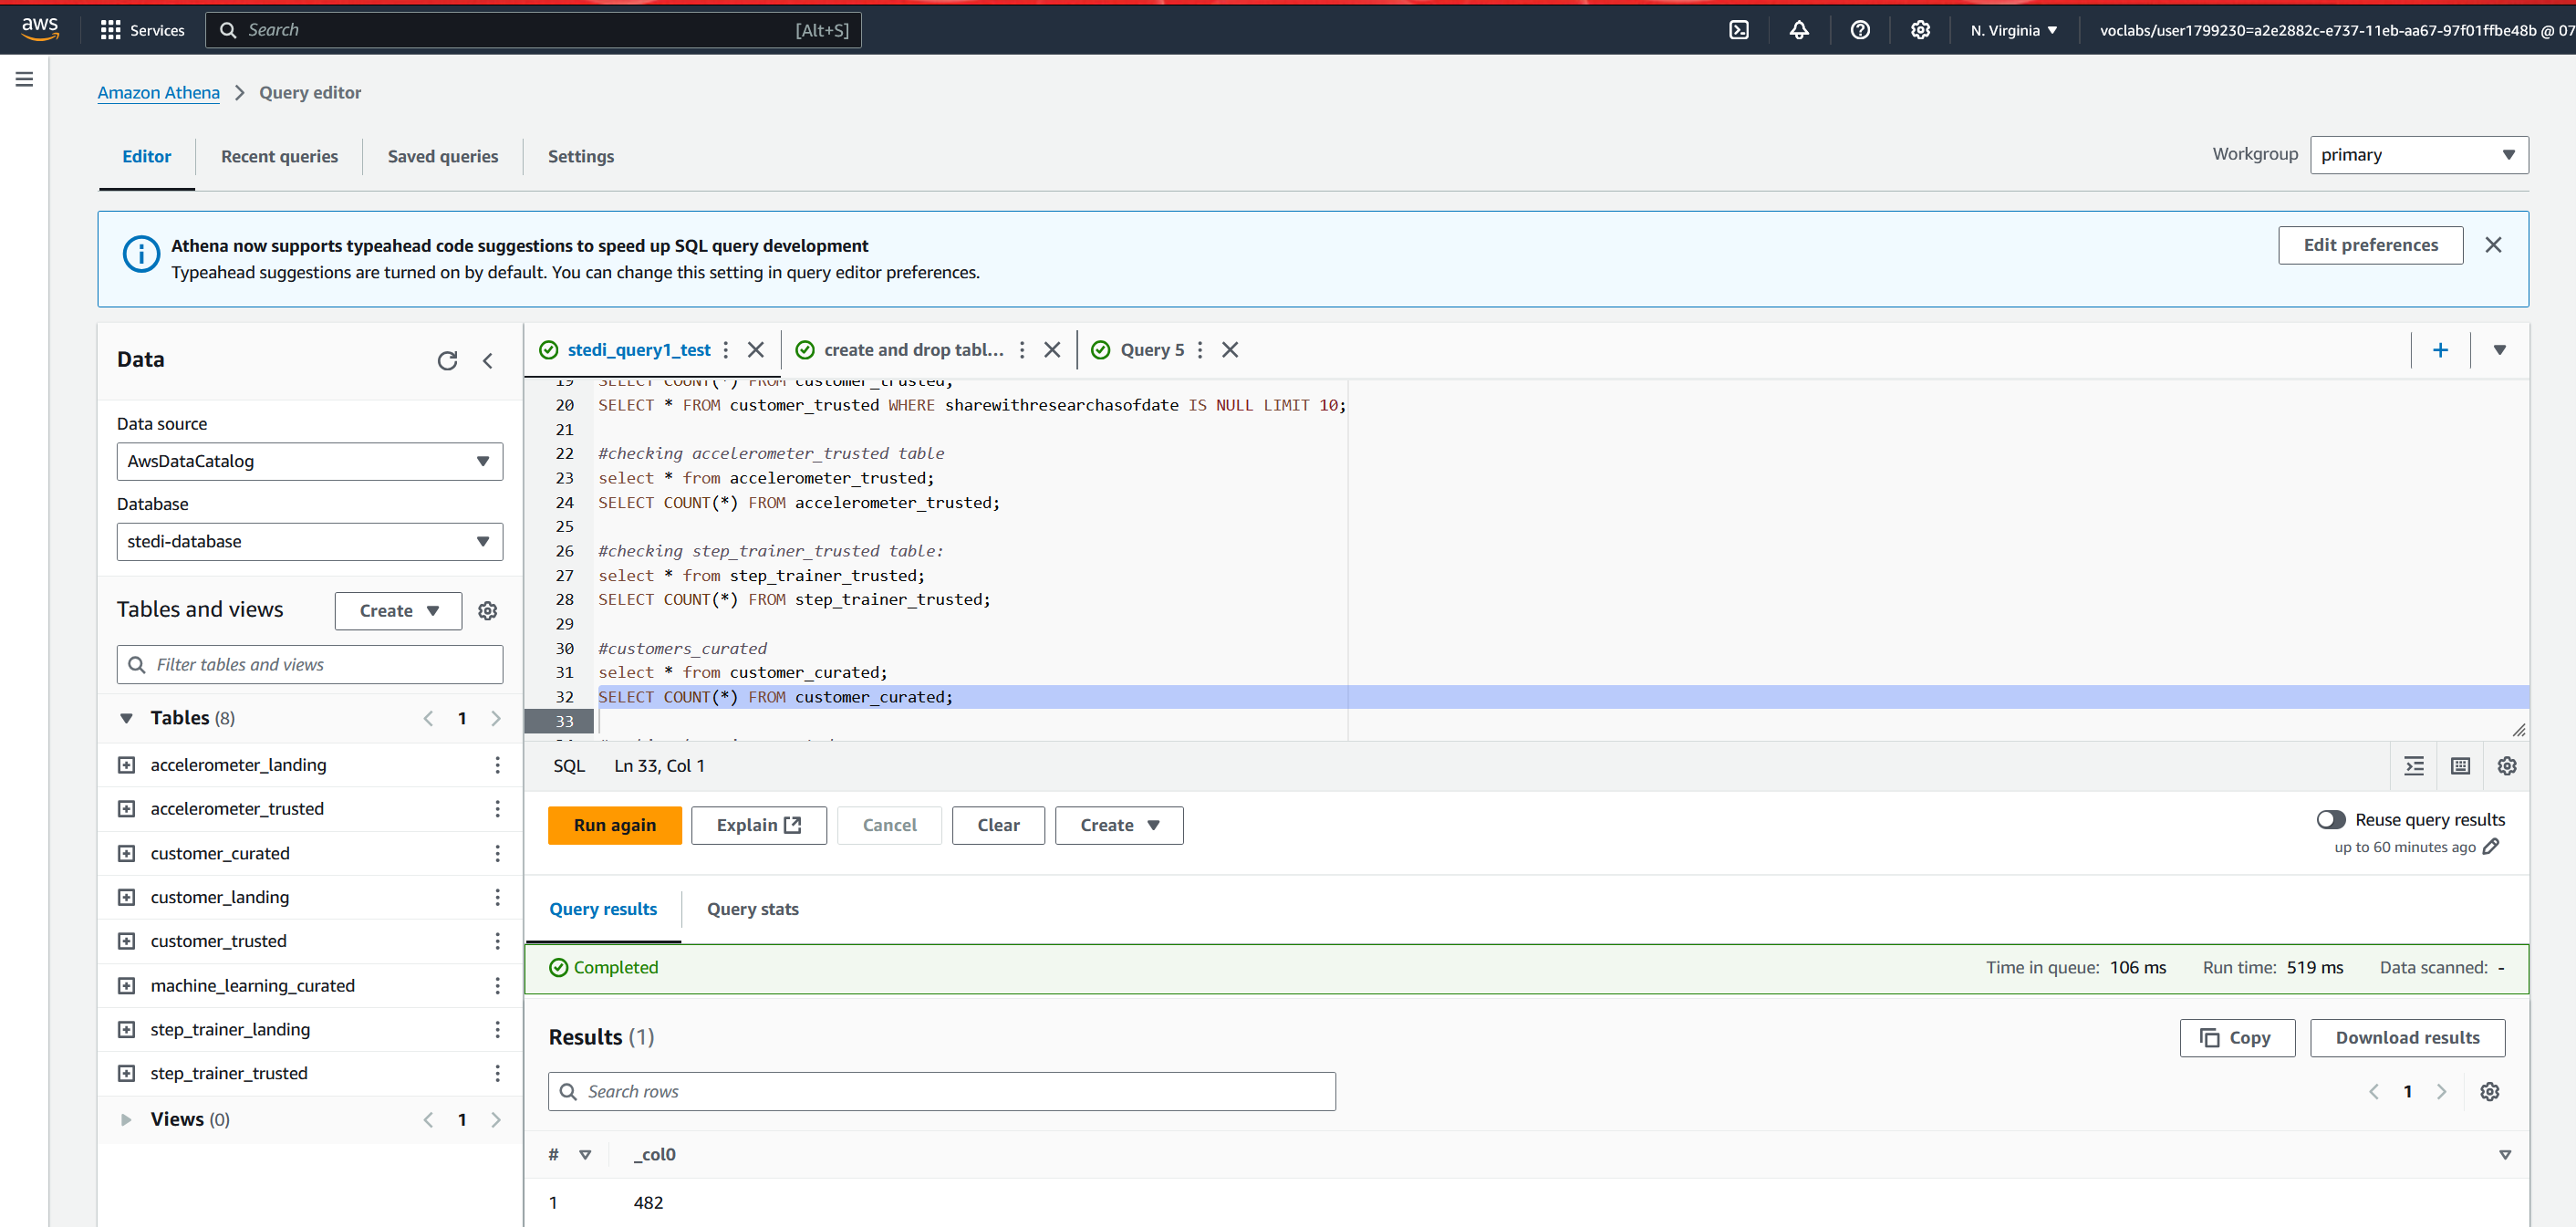 aws
Services
Search
[Alt+S]
N. Virginia
voclabs/user1799230=a2e2882c-e737-11eb-aa67-97f01ffbe48b @ 07
Amazon Athena
Query editor
Editor
Recent queries
Saved queries
Settings
Workgroup
primary
Athena now supports typeahead code suggestions to speed up SQL query development
Typeahead suggestions are turned on by default. You can change this setting in query editor preferences.
Edit preferences
Data
Data source
AwsDataCatalog
Database
stedi-database
Tables and views
Create
Filter tables and views
Tables (8)
1
accelerometer_landing
accelerometer_trusted
customer_curated
customer_landing
customer_trusted
machine_learning_curated
step_trainer_landing
step_trainer_trusted
Views (0)
1
stedi_query1_test
create and drop tabl...
Query 5
19 SELECT COUNT(*) FROM customer_trusted;
20 SELECT * FROM customer_trusted WHERE sharewithresearchasofdate IS NULL LIMIT 10;
21
22 #checking accelerometer_trusted table
23 select * from accelerometer_trusted;
24 SELECT COUNT(*) FROM accelerometer_trusted;
25
26 #checking step_trainer_trusted table:
27 select * from step_trainer_trusted;
28 SELECT COUNT(*) FROM step_trainer_trusted;
29
30 #customers_curated
31 select * from customer_curated;
32 SELECT COUNT(*) FROM customer_curated;
33
SQL
Ln 33, Col 1
Run again
Explain
Cancel
Clear
Create
Reuse query results
up to 60 minutes ago
Query results
Query stats
Completed
Time in queue: 106 ms
Run time: 519 ms
Data scanned: -
Results (1)
Copy
Download results
Search rows
1
#
_col0
1
482